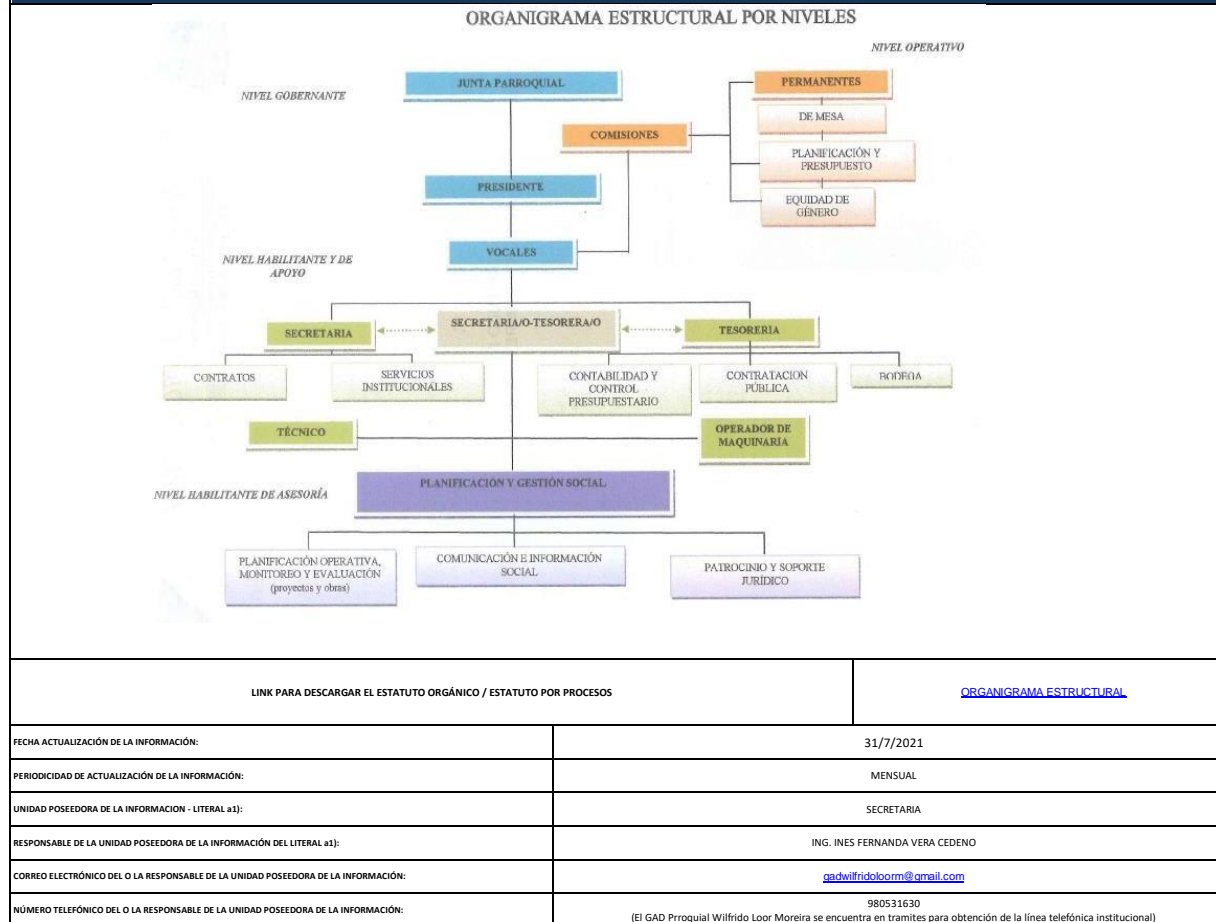 ORGANIGRAMA ESTRUCTURAL POR NIVELES
NIVEL OPERATIVO
NIVEL GOBERNANTE
JUNTA PARROQUIAL
PERMANENTES
DE MESA
COMISIONES
PLANIFICACIÓN Y
PRESUPUESTO
PRESIDENTE
EQUIDAD DE
GÉNERO
VOCALES
NIVEL HABILITANTE Y DE
APOYO
SECRETARIA
SECRETARIA/O-TESORERA/O
TESORERIA
CONTRATOS
SERVICIOS
INSTITUCIONALES
CONTABILIDAD Y
CONTROL
PRESUPUESTARIO
CONTRATACION
PÚBLICA
BODEGA
TÉCNICO
OPERADOR DE
MAQUINARIA
NIVEL HABILITANTE DE ASESORÍA
PLANIFICACIÓN Y GESTIÓN SOCIAL
PLANIFICACIÓN OPERATIVA,
MONITOREO Y EVALUACIÓN
(proyectos y obras)
COMUNICACIÓN E INFORMACIÓN
SOCIAL
PATROCINIO Y SOPORTE
JURÍDICO
LINK PARA DESCARGAR EL ESTATUTO ORGÁNICO / ESTATUTO POR PROCESOS
ORGANIGRAMA ESTRUCTURAL
FECHA ACTUALIZACIÓN DE LA INFORMACIÓN:
31/7/2021
PERIODICIDAD DE ACTUALIZACIÓN DE LA INFORMACIÓN:
MENSUAL
UNIDAD POSEEDORA DE LA INFORMACION - LITERAL a1):
SECRETARIA
RESPONSABLE DE LA UNIDAD POSEEDORA DE LA INFORMACIÓN DEL LITERAL a1):
ING. INES FERNANDA VERA CEDENO
CORREO ELECTRÓNICO DEL O LA RESPONSABLE DE LA UNIDAD POSEEDORA DE LA INFORMACIÓN:
gadwilfridoloorm@gmail.com
NÚMERO TELEFÓNICO DEL O LA RESPONSABLE DE LA UNIDAD POSEEDORA DE LA INFORMACIÓN:
980531630
(El GAD Prroquial Wilfrido Loor Moreira se encuentra en tramites para obtención de la línea telefónica institucional)